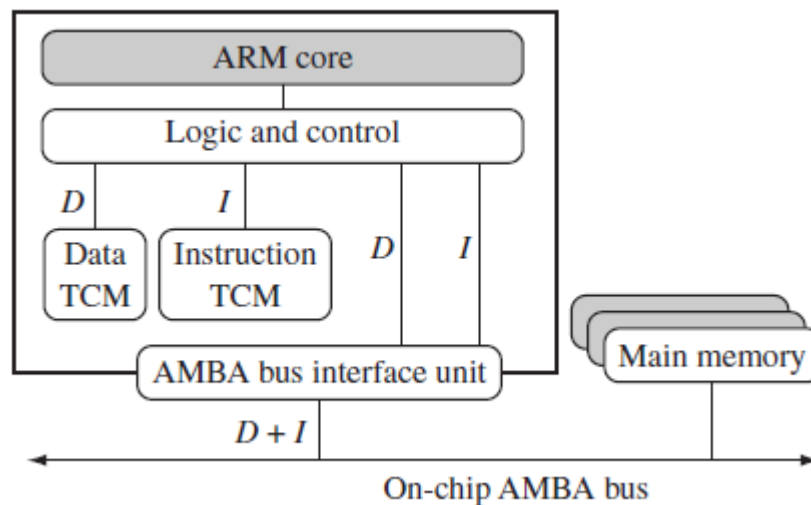 ARM core
Logic and control
D
I
D
I
Data
TCM
Instruction
TCM
Main memory
AMBA bus interface unit
D + I
On-chip AMBA bus